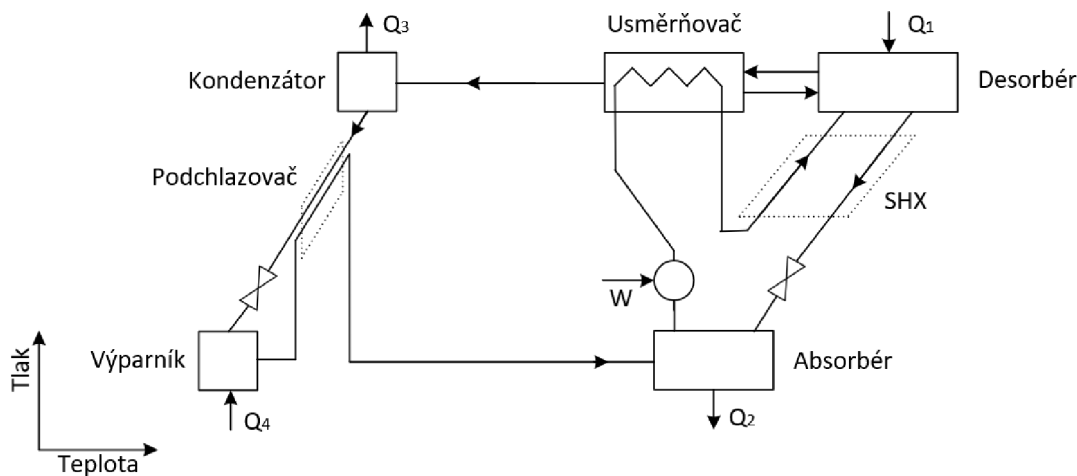 Q₃
Usměrňovač
Q₁
Kondenzátor
Desorbér
Podchlazovač
SHX
W
Výparník
Absorbér
Tlak
Q₄
Q₂
Teplota